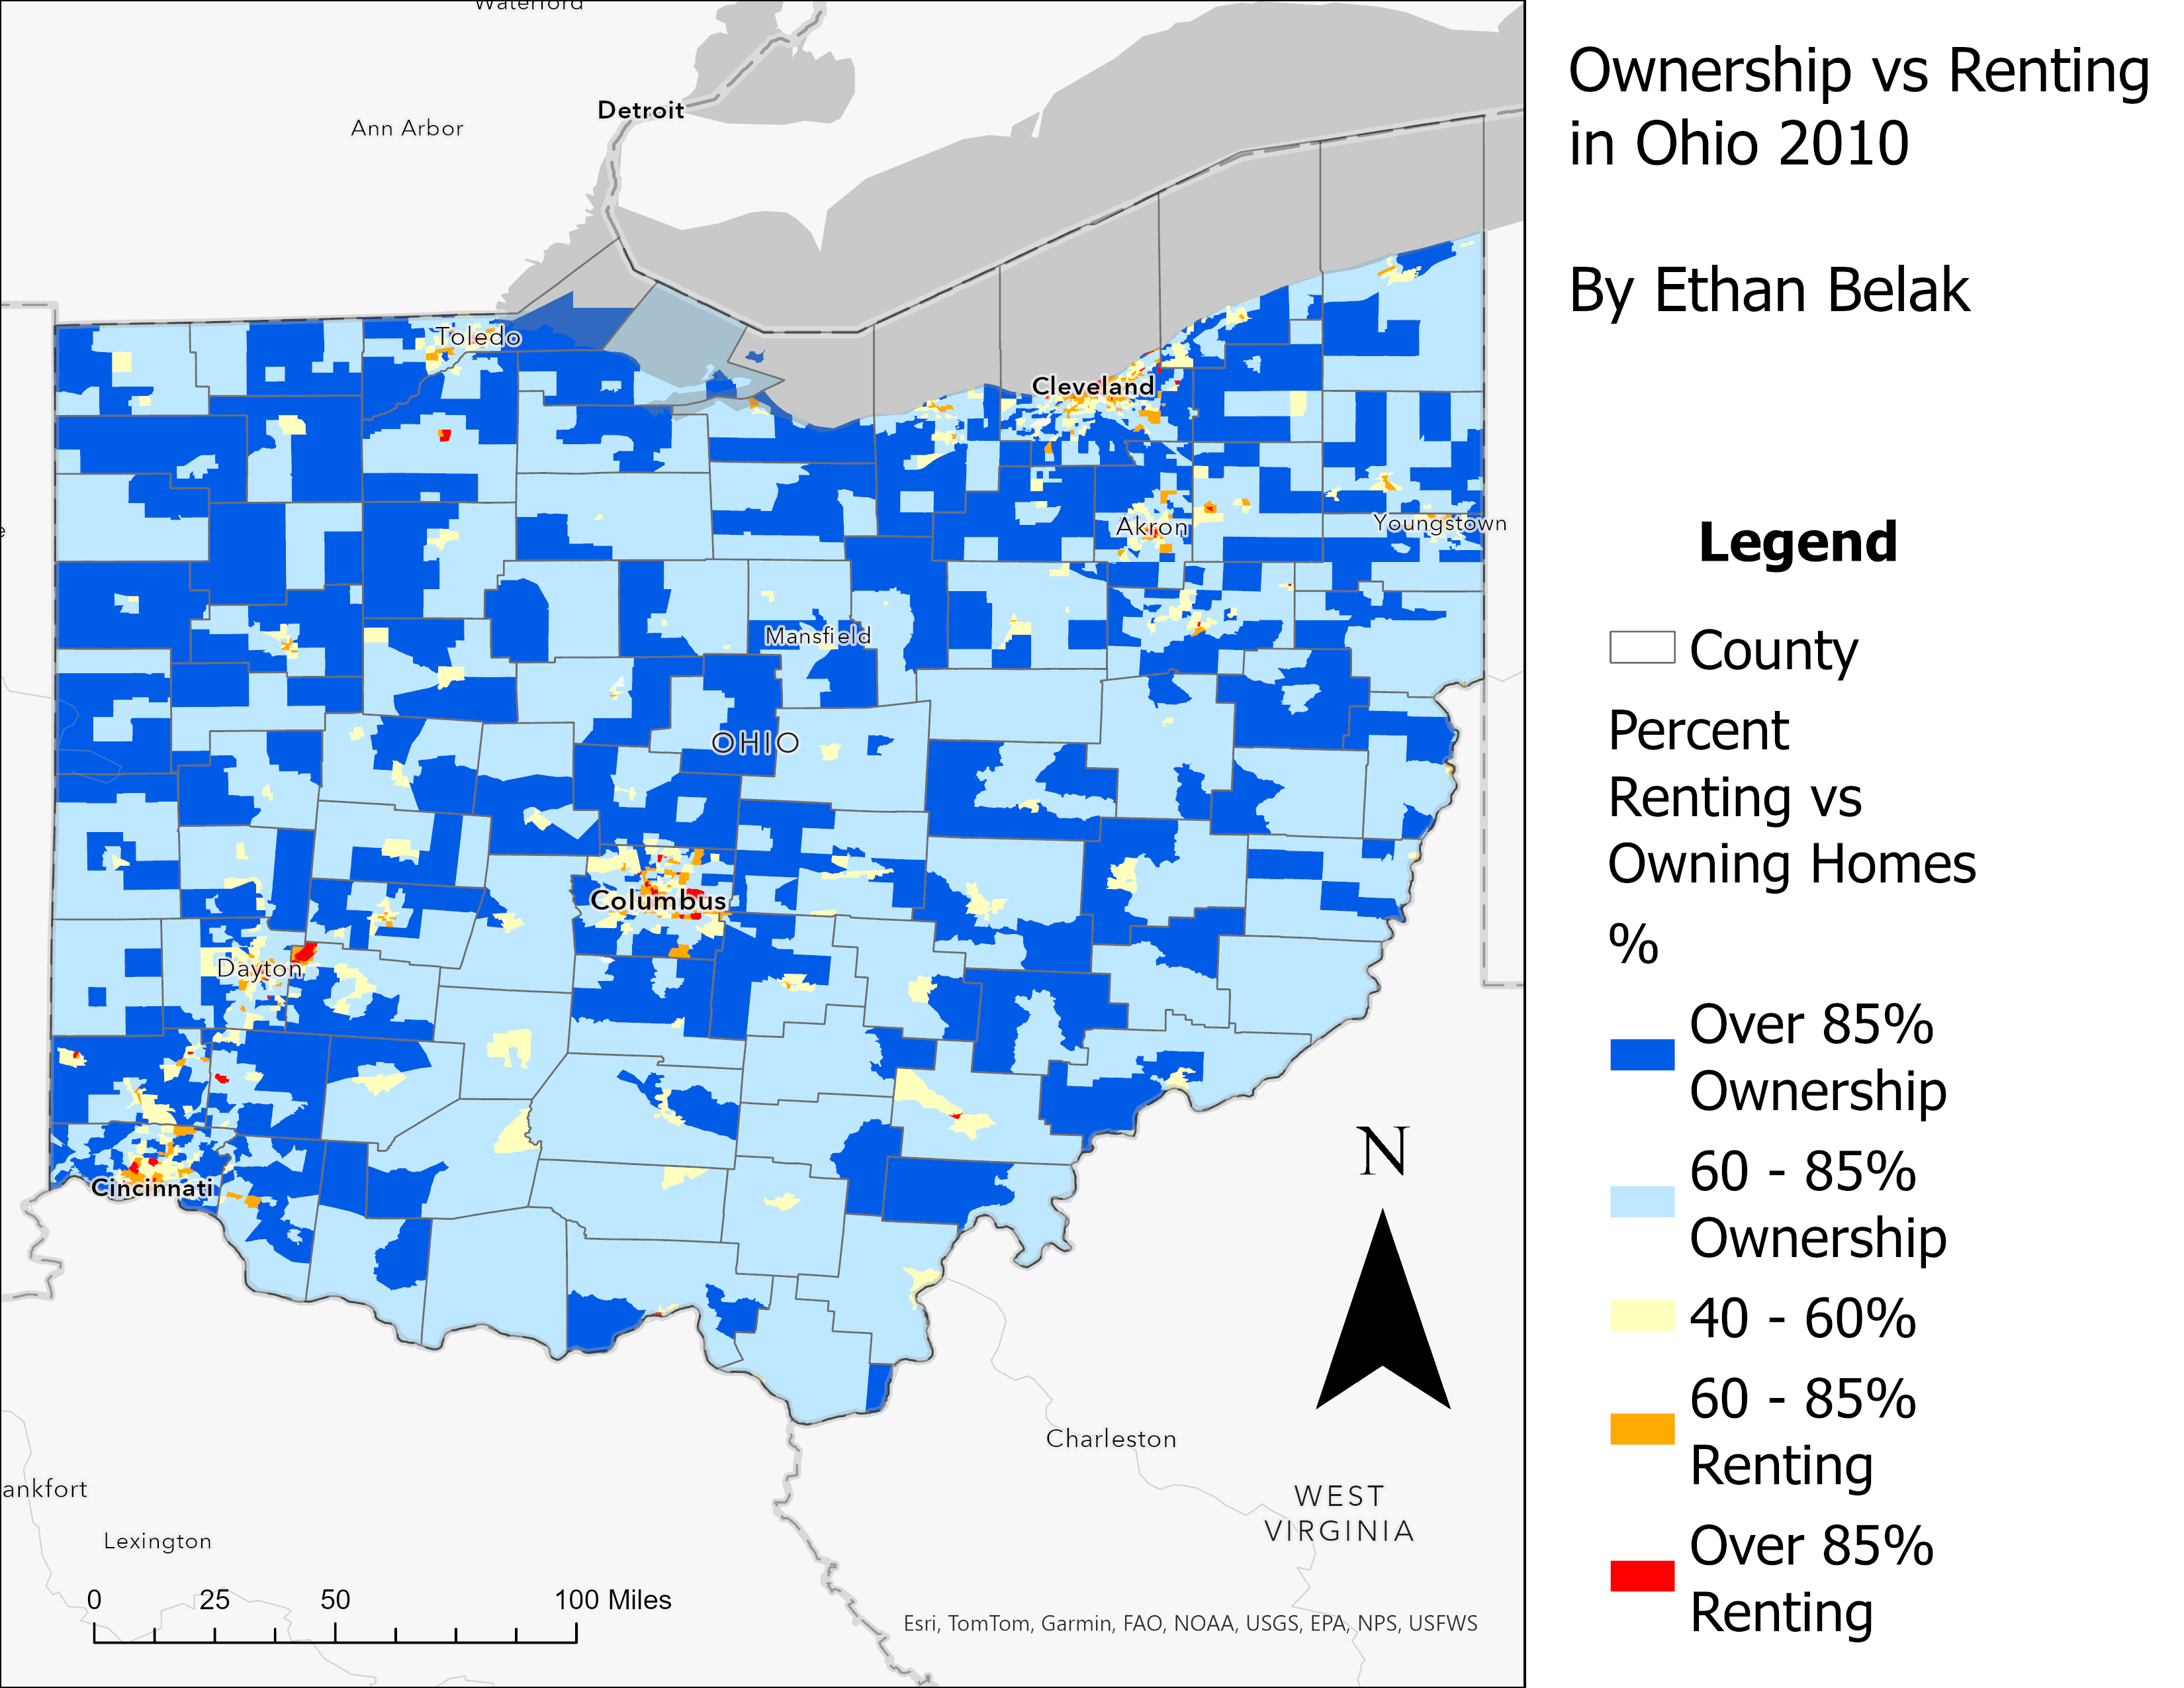 Waterford
Detroit
Ann Arbor
Toledo
Cleveland
Akron
Youngstown
Mansfield
OHIO
Columbus
Dayton
Cincinnati
Charleston
WEST
VIRGINIA
ankfort
Lexington
0 25 50 100 Miles
Esri, TomTom, Garmin, FAO, NOAA, USGS, EPA, NPS, USFWS
N
Ownership vs Renting
in Ohio 2010
By Ethan Belak
Legend
County
Percent
Renting vs
Owning Homes
%
Over 85%
Ownership
60 - 85%
Ownership
40 - 60%
60 - 85%
Renting
Over 85%
Renting